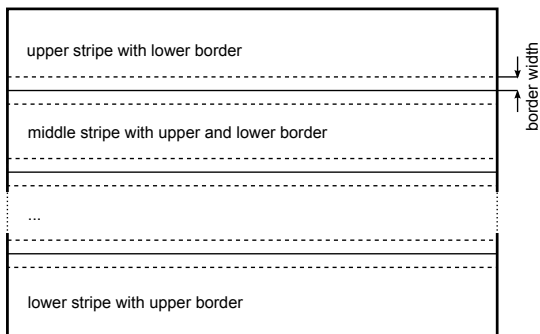 upper stripe with lower border
border width
middle stripe with upper and lower border
...
lower stripe with upper border